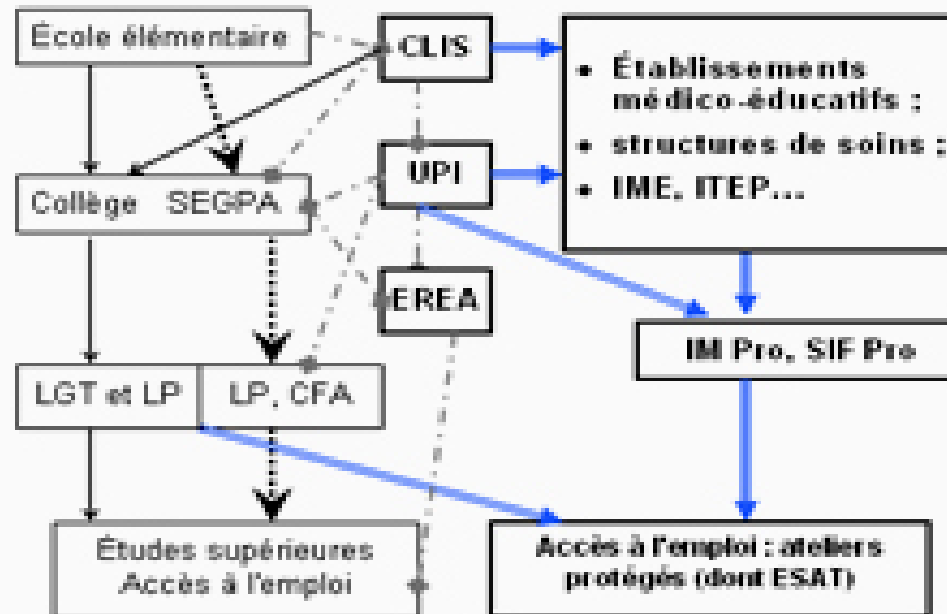 École élémentaire
CLIS
• Établissements
médico-éducatifs ;
• structures de soins ;
• IME, ITEP...
UPI
Collège SEGPA
EREA
IM Pro, SIF Pro
LGT et LP
LP, CFA
Études supérieures
Accès à l'emploi
Accès à l'emploi : ateliers
protégés (dont ESAT)